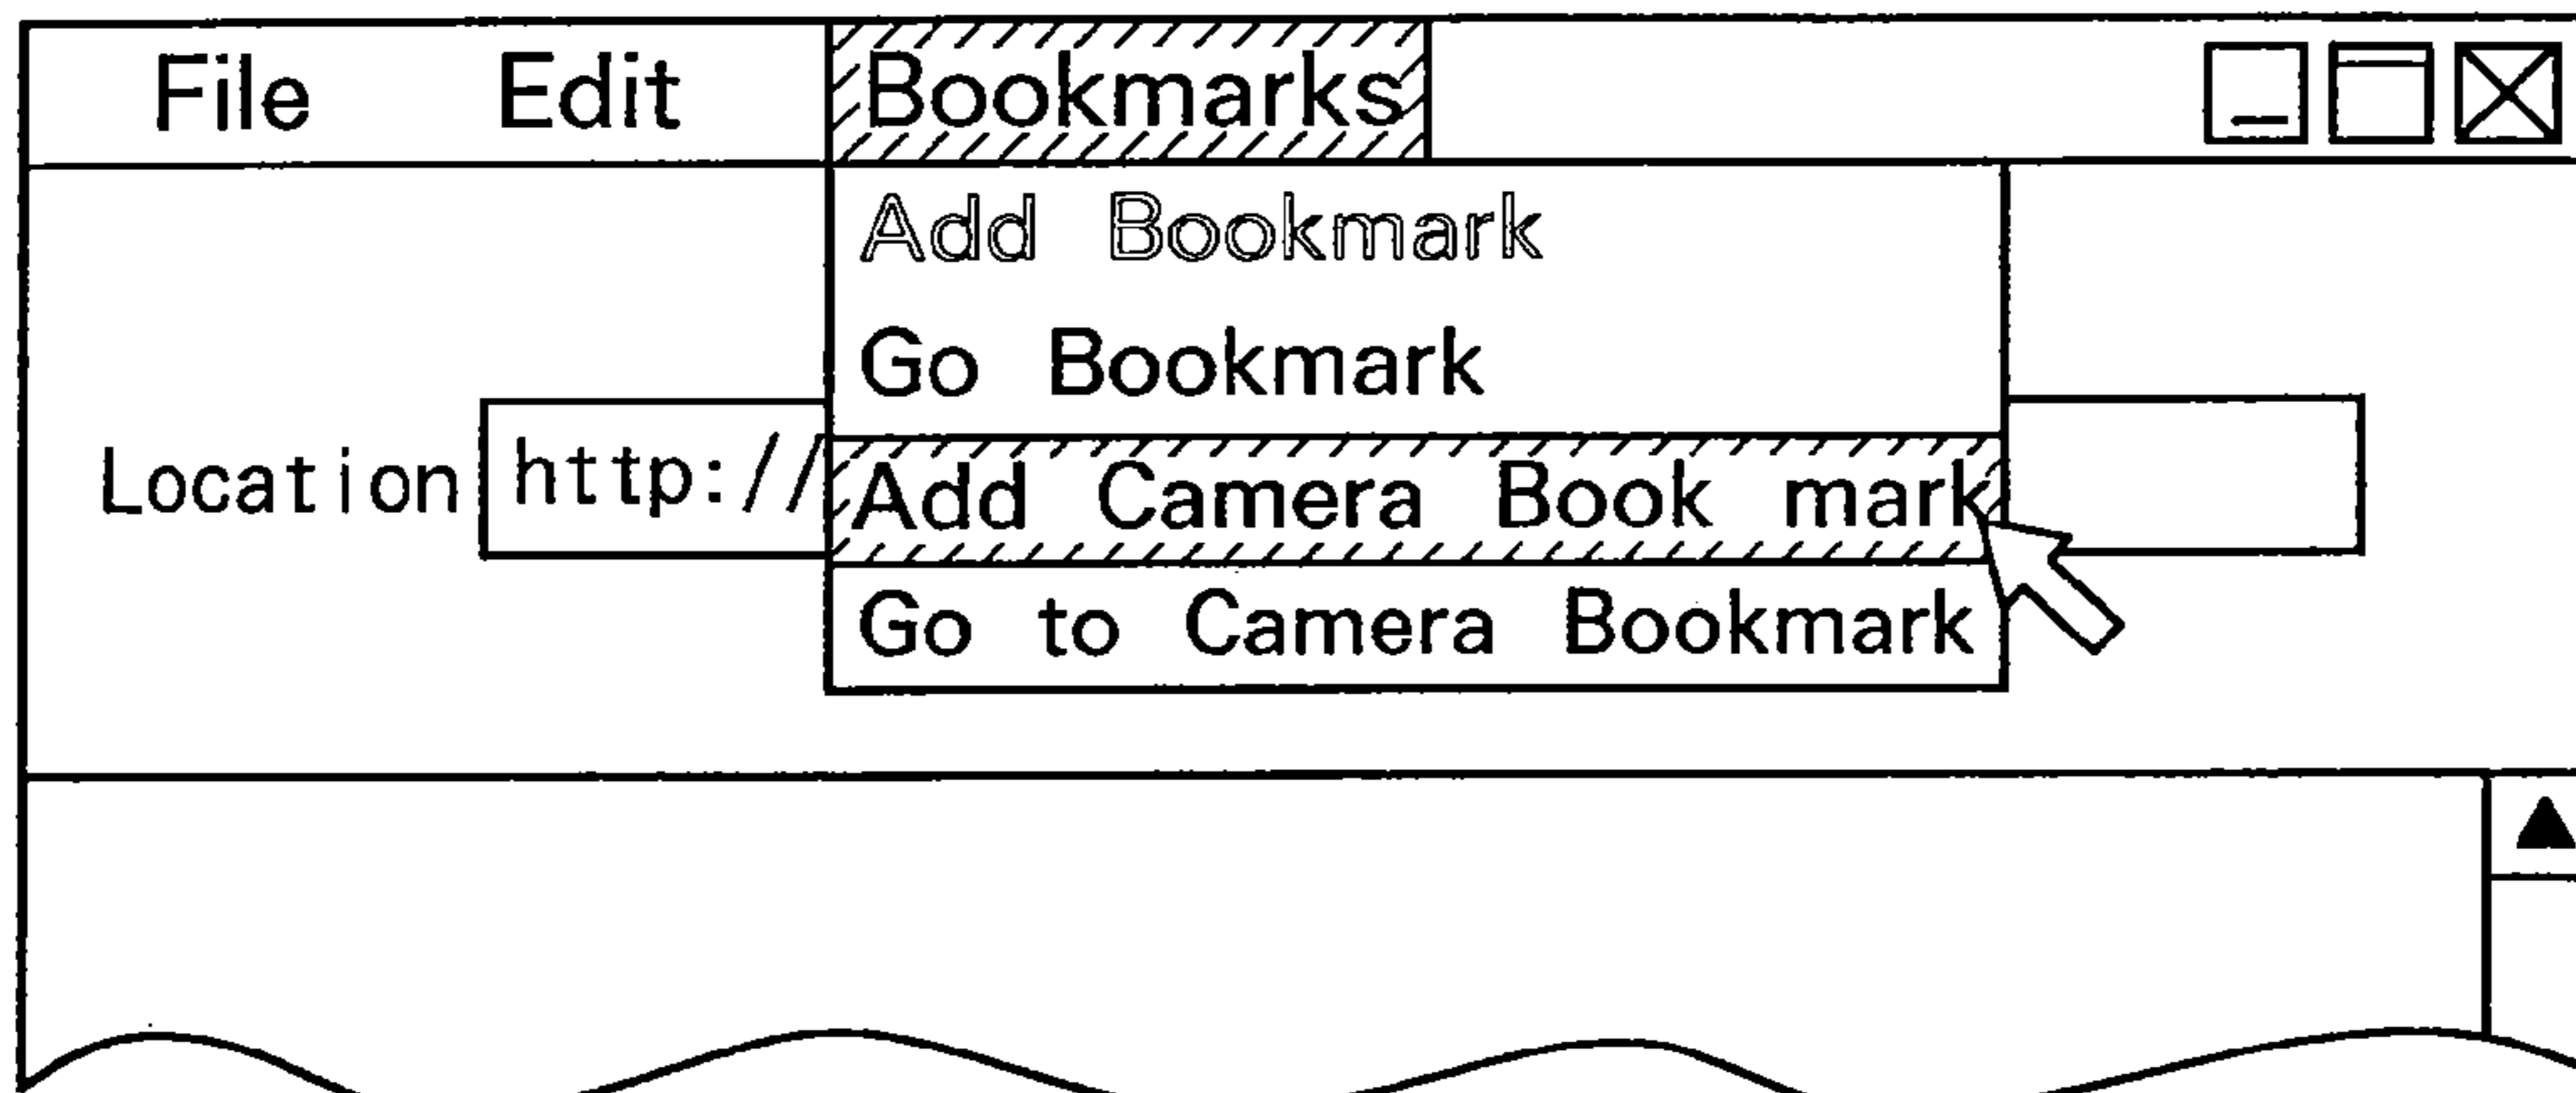 File Edit Bookmarks
Add Bookmark
Go Bookmark
Location http://
Add Camera Book mark
Go to Camera Bookmark